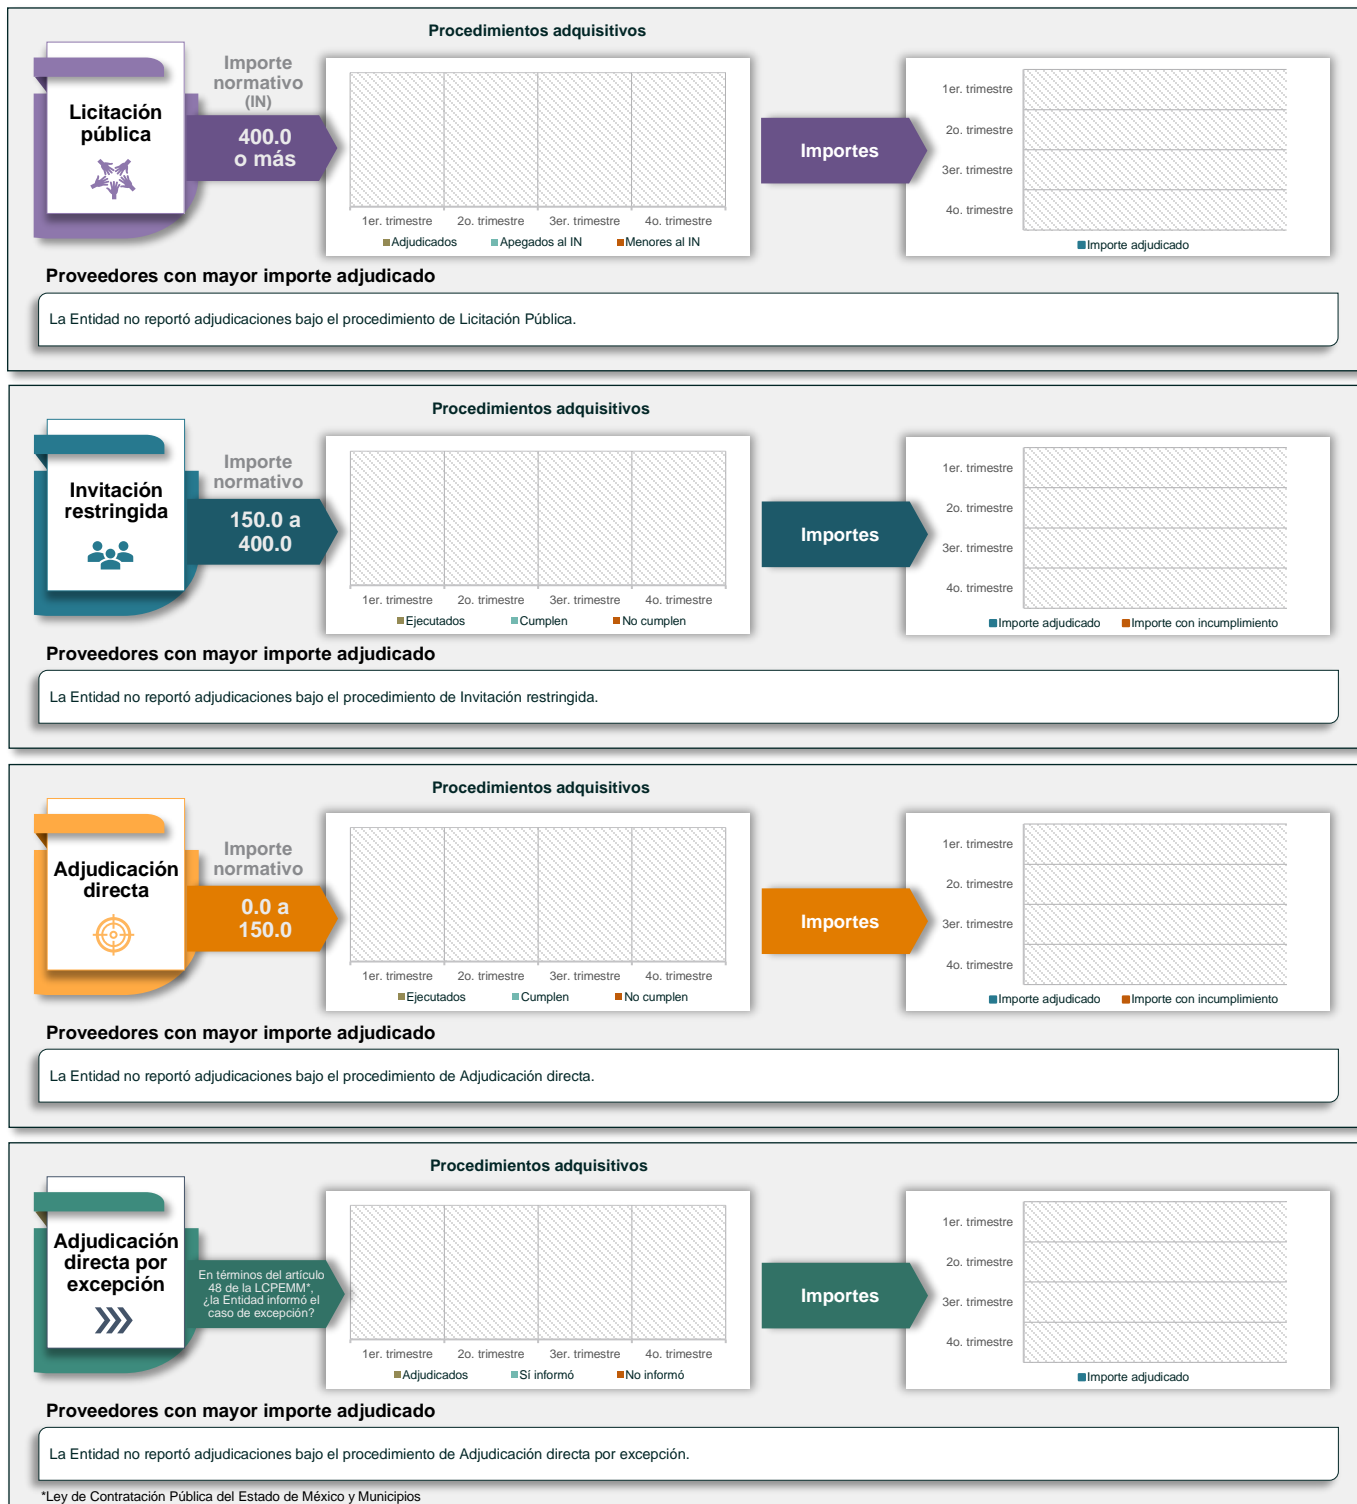 Procedimientos adquisitivos
Licitación
pública
Importe
normativo
(IN)
400.0
o más
1er. trimestre 2o. trimestre 3er. trimestre 4o. trimestre
Adjudicados Apegados al IN Menores al IN
Importes
1er. trimestre
2o. trimestre
3er. trimestre
4o. trimestre
Importe adjudicado
Proveedores con mayor importe adjudicado
La Entidad no reportó adjudicaciones bajo el procedimiento de Licitación Pública.
Procedimientos adquisitivos
Invitación
restringida
Importe
normativo
150.0 a
400.0
1er. trimestre 2o. trimestre 3er. trimestre 4o. trimestre
Ejecutados Cumplen No cumplen
Importes
1er. trimestre
2o. trimestre
3er. trimestre
4o. trimestre
Importe adjudicado Importe con incumplimiento
Proveedores con mayor importe adjudicado
La Entidad no reportó adjudicaciones bajo el procedimiento de Invitación restringida.
Procedimientos adquisitivos
Adjudicación
directa
Importe
normativo
0.0 a
150.0
1er. trimestre 2o. trimestre 3er. trimestre 4o. trimestre
Ejecutados Cumplen No cumplen
Importes
1er. trimestre
2o. trimestre
3er. trimestre
4o. trimestre
Importe adjudicado Importe con incumplimiento
Proveedores con mayor importe adjudicado
La Entidad no reportó adjudicaciones bajo el procedimiento de Adjudicación directa.
Procedimientos adquisitivos
Adjudicación
directa por
excepción
En términos del artículo
48 de la LCPEMM*,
¿la Entidad informó el
caso de excepción?
1er. trimestre 2o. trimestre 3er. trimestre 4o. trimestre
Adjudicados Sí informó No informó
Importes
1er. trimestre
2o. trimestre
3er. trimestre
4o. trimestre
Importe adjudicado
Proveedores con mayor importe adjudicado
La Entidad no reportó adjudicaciones bajo el procedimiento de Adjudicación directa por excepción.
*Ley de Contratación Pública del Estado de México y Municipios